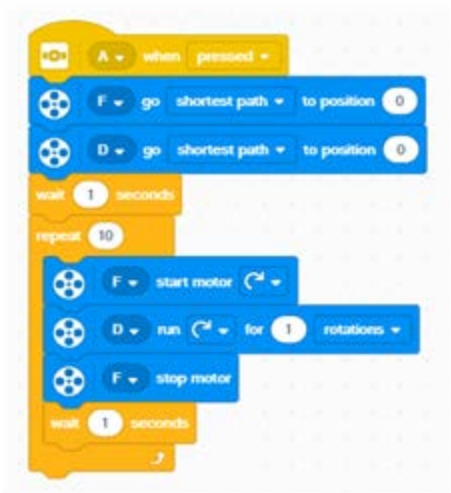 A when pressed
F go shortest path to position 0
D go shortest path to position 0
wait 1 seconds
repeat 10
F start motor
D run for 1 rotations
F stop motor
wait 1 seconds